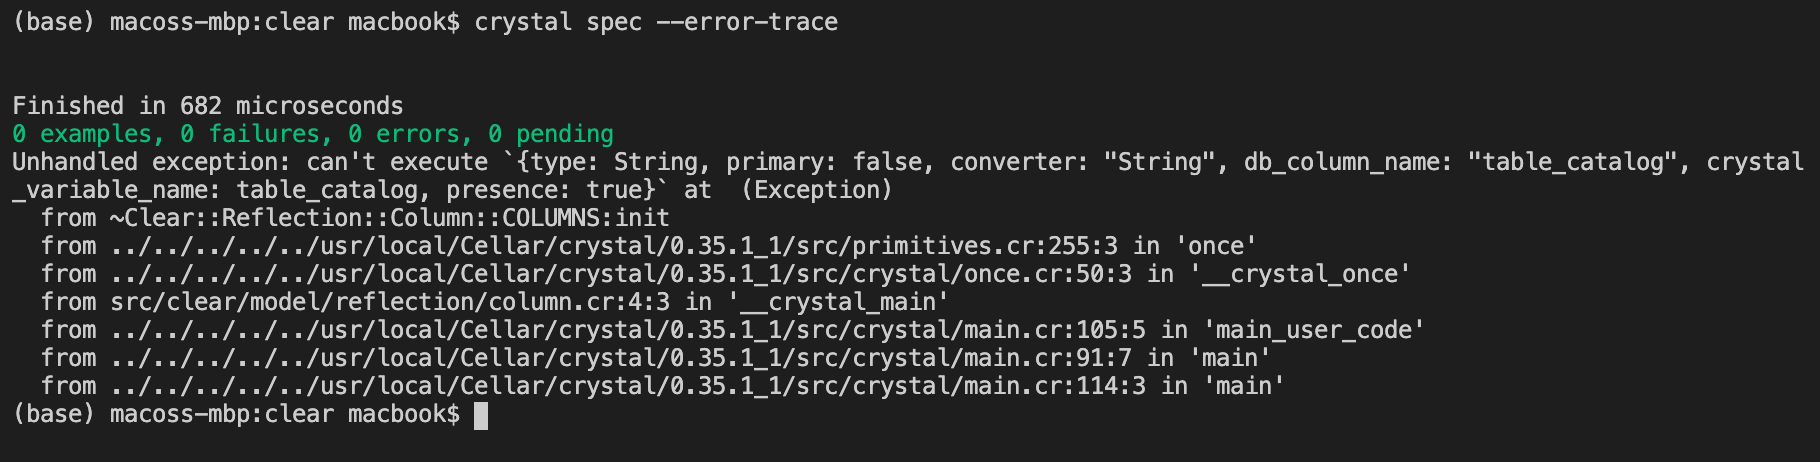 (base) macoss-mbp:clear macbook$ crystal spec --error-trace
Finished in 682 microseconds
0 examples, 0 failures, 0 errors, 0 pending
Unhandled exception: can't execute `{type: String, primary: false, converter: "String", db_column_name: "table_catalog", crystal
_variable_name: table_catalog, presence: true}` at  (Exception)
  from ~Clear::Reflection::Column::COLUMNS:init
  from ../../../../../usr/local/Cellar/crystal/0.35.1_1/src/primitives.cr:255:3 in 'once'
  from ../../../../../usr/local/Cellar/crystal/0.35.1_1/src/crystal/once.cr:50:3 in '__crystal_once'
  from src/clear/model/reflection/column.cr:4:3 in '__crystal_main'
  from ../../../../../usr/local/Cellar/crystal/0.35.1_1/src/crystal/main.cr:105:5 in 'main_user_code'
  from ../../../../../usr/local/Cellar/crystal/0.35.1_1/src/crystal/main.cr:91:7 in 'main'
  from ../../../../../usr/local/Cellar/crystal/0.35.1_1/src/crystal/main.cr:114:3 in 'main'
(base) macoss-mbp:clear macbook$